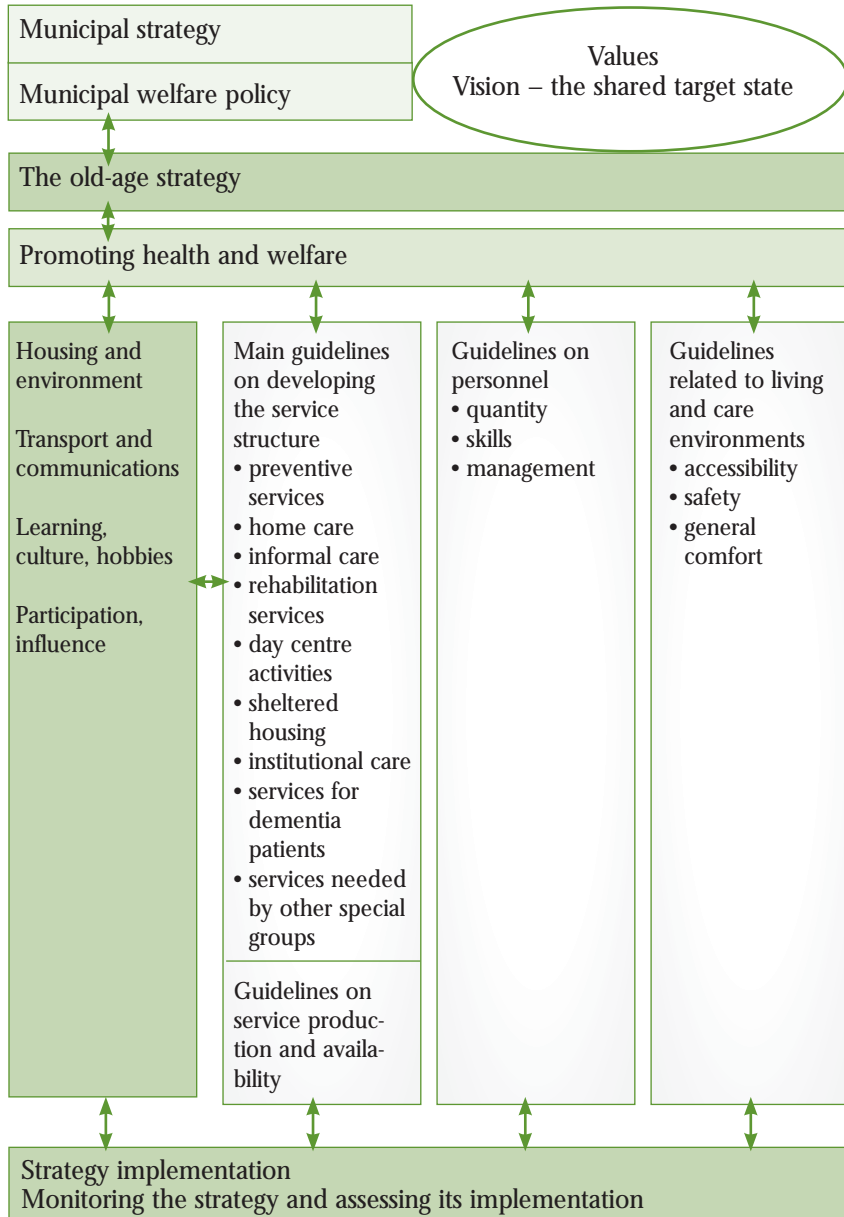 Municipal strategy
Municipal welfare policy
Values
Vision – the shared target state
The old-age strategy
Promoting health and welfare
Housing and
environment
Transport and
communications
Learning,
culture, hobbies
Participation,
influence
Main guidelines
on developing
the service
structure
• preventive
services
• home care
• informal care
• rehabilitation
services
• day centre
activities
• sheltered
housing
• institutional care
• services for
dementia
patients
• services needed
by other special
groups
Guidelines on
service produc-
tion and availa-
bility
Guidelines on
personnel
• quantity
• skills
• management
Guidelines
related to living
and care
environments
• accessibility
• safety
• general
comfort
Strategy implementation
Monitoring the strategy and assessing its implementation